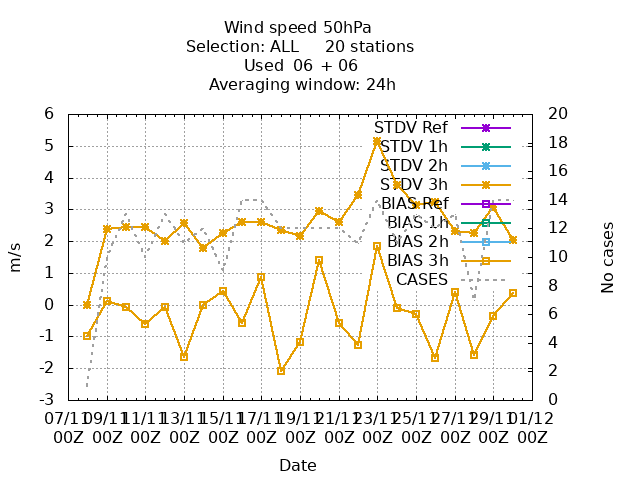 Wind speed 50hPa
Selection: ALL 20 stations
Used 06 + 06
Averaging window: 24h
6
5
4
3
2
1
0
-1
-2
-3
20
18
16
14
12
10
8
6
4
2
0
m/s
No cases
STDV Ref
STDV 1h
STDV 2h
STDV 3h
BIAS Ref
BIAS 1h
BIAS 2h
BIAS 3h
CASES
07/11 09/11 11/11 13/11 15/11 17/11 19/11 21/11 23/11 25/11 27/11 29/11 01/12
00Z 00Z 00Z 00Z 00Z 00Z 00Z 00Z 00Z 00Z 00Z 00Z 00Z
Date